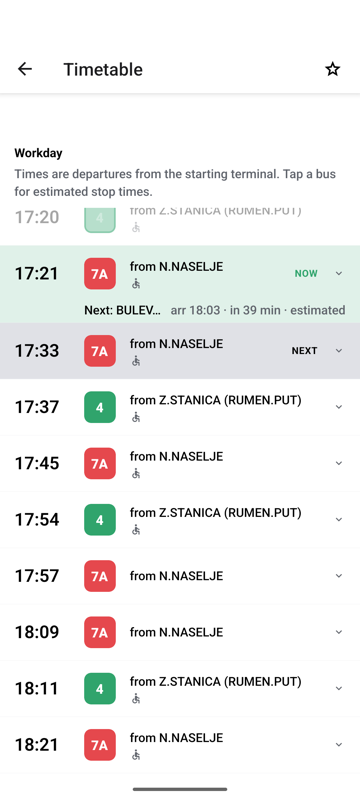 Timetable
Workday
Times are departures from the starting terminal. Tap a bus
for estimated stop times.
17:20 4 from Z.STANICA (RUMEN.PUT)
17:21 7A from N.NASELJE NOW
Next: BULEV... arr 18:03 · in 39 min · estimated
17:33 7A from N.NASELJE NEXT
17:37 4 from Z.STANICA (RUMEN.PUT)
17:45 7A from N.NASELJE
17:54 4 from Z.STANICA (RUMEN.PUT)
17:57 7A from N.NASELJE
18:09 7A from N.NASELJE
18:11 4 from Z.STANICA (RUMEN.PUT)
18:21 7A from N.NASELJE